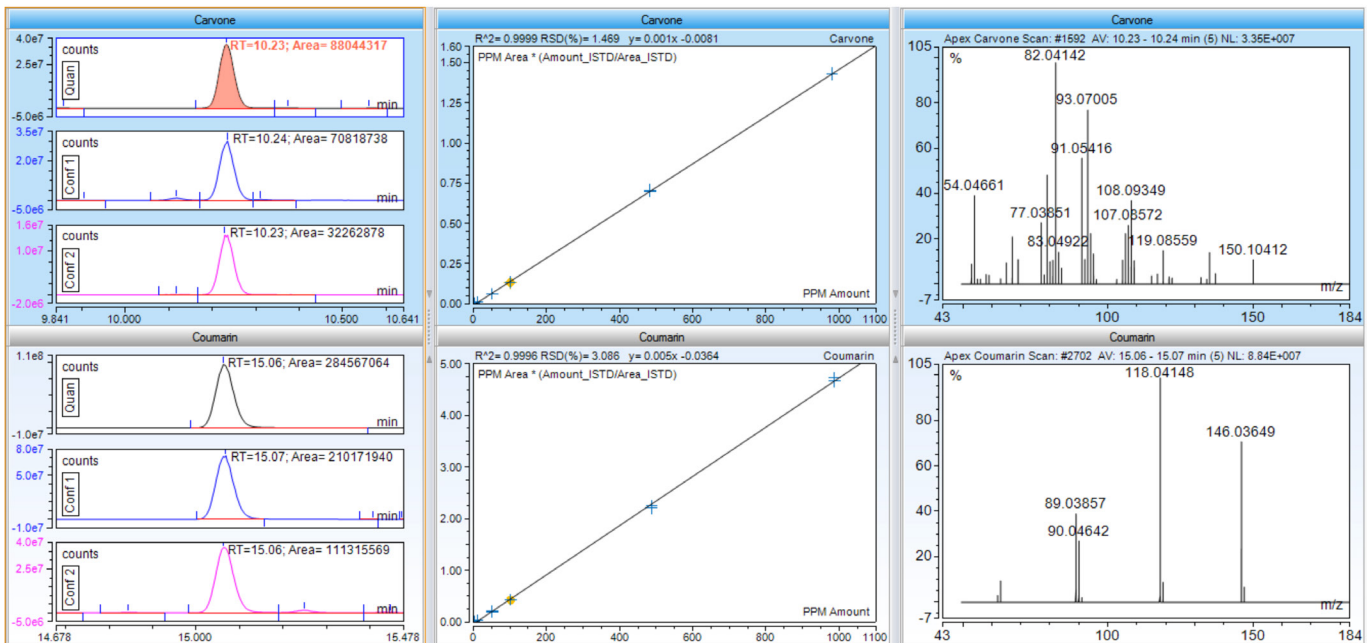 Carvone
4.0e7
2.5e7
-5.0e6
counts
Quan
RT=10.23; Area= 88044317
min
3.5e7
2.0e7
-5.0e6
counts
Conf 1
RT=10.24; Area= 70818738
min
1.6e7
1.0e7
-2.0e6
counts
Conf 2
RT=10.23; Area= 32262878
min
9.841 10.000 10.500 10.641
Carvone
R^2= 0.9999 RSD(%)= 1.469 y= 0.001x -0.0081 Carvone
PPM Area * (Amount_ISTD/Area_ISTD)
1.60
1.50
1.25
1.00
0.75
0.50
0.25
0.00
PPM Amount
0 200 400 600 800 1000 1100
Carvone
Apex Carvone Scan: #1592 AV: 10.23 - 10.24 min (5) NL: 3.35E+007
105
%
80
60
40
20
-7
82.04142
93.07005
91.05416
54.04661
108.09349
77.03851
107.08572
83.04922
119.08559
150.10412
m/z
43 100 150 184
Coumarin
1.1e8
-1.0e7
counts
Quan
RT=15.06; Area= 284567064
min
8.0e7
5.0e7
-1.0e7
counts
Conf 1
RT=15.07; Area= 210171940
min
4.0e7
-5.0e6
counts
Conf 2
RT=15.06; Area= 111315569
min
14.678 15.000 15.478
Coumarin
R^2= 0.9996 RSD(%)= 3.086 y= 0.005x -0.0364 Coumarin
PPM Area * (Amount_ISTD/Area_ISTD)
5.00
4.00
3.00
2.00
1.00
0.00
PPM Amount
0 200 400 600 800 1000 1100
Coumarin
Apex Coumarin Scan: #2702 AV: 15.06 - 15.07 min (5) NL: 8.84E+007
105
%
80
60
40
20
-7
118.04148
146.03649
89.03857
90.04642
m/z
43 100 150 184